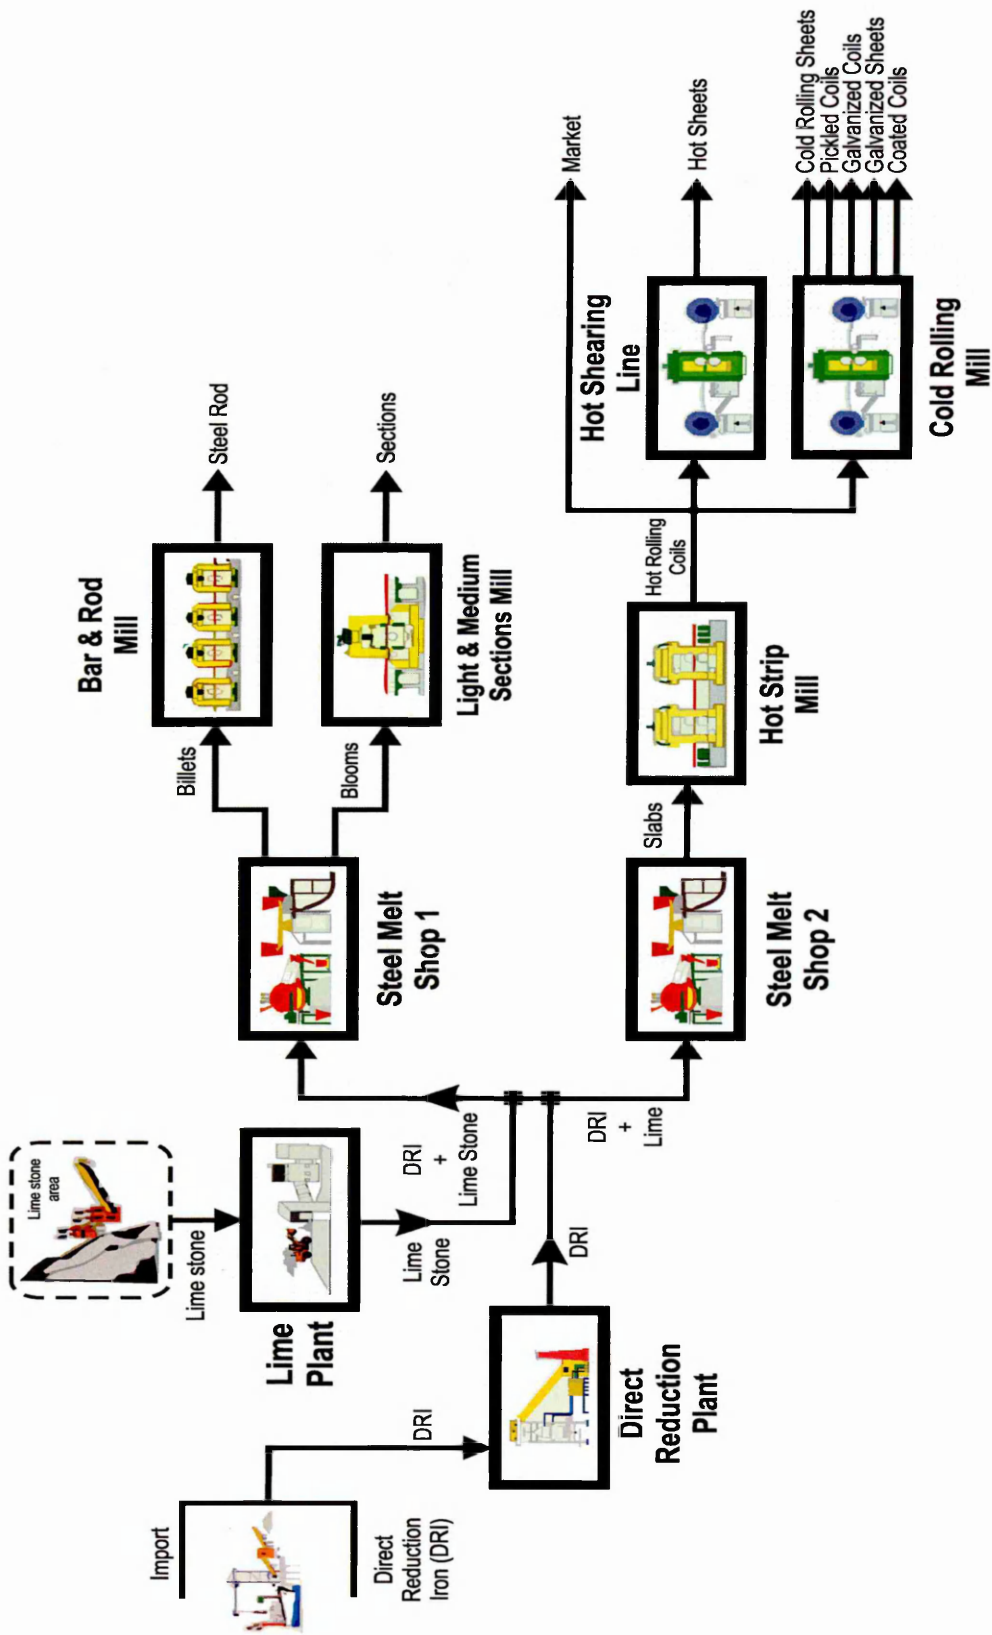 Import
Direct
Reduction
Iron (DRI)
DRI
Direct
Reduction
Plant
DRI
Lime stone
area
Lime stone
Lime
Plant
Lime
Stone
DRI
+
Lime Stone
DRI
+
Lime
Steel Melt
Shop 1
Steel Melt
Shop 2
Billets
Blooms
Slabs
Bar & Rod
Mill
Light & Medium
Sections Mill
Hot Strip
Mill
Steel Rod
Sections
Hot Rolling
Coils
Hot Shearing
Line
Cold Rolling
Mill
Market
Hot Sheets
Cold Rolling Sheets
Pickled Coils
Galvanized Coils
Galvanized Sheets
Coated Coils